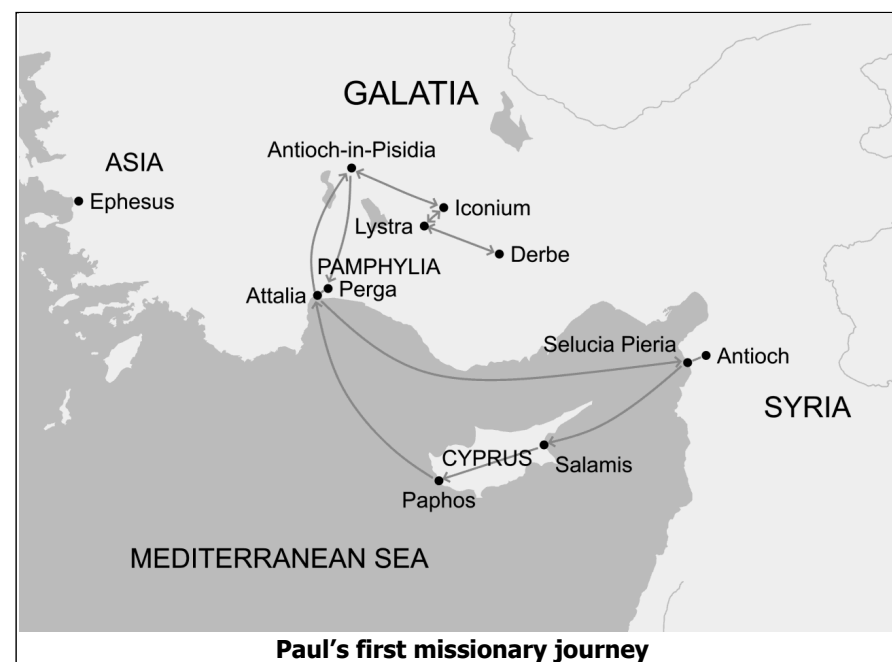 GALATIA
Antioch-in-Pisidia
ASIA
Ephesus
Iconium
Lystra
Derbe
PAMPHYLIA
Perga
Attalia
Selucia Pieria
Antioch
SYRIA
CYPRUS
Salamis
Paphos
MEDITERRANEAN SEA
Paul's first missionary journey